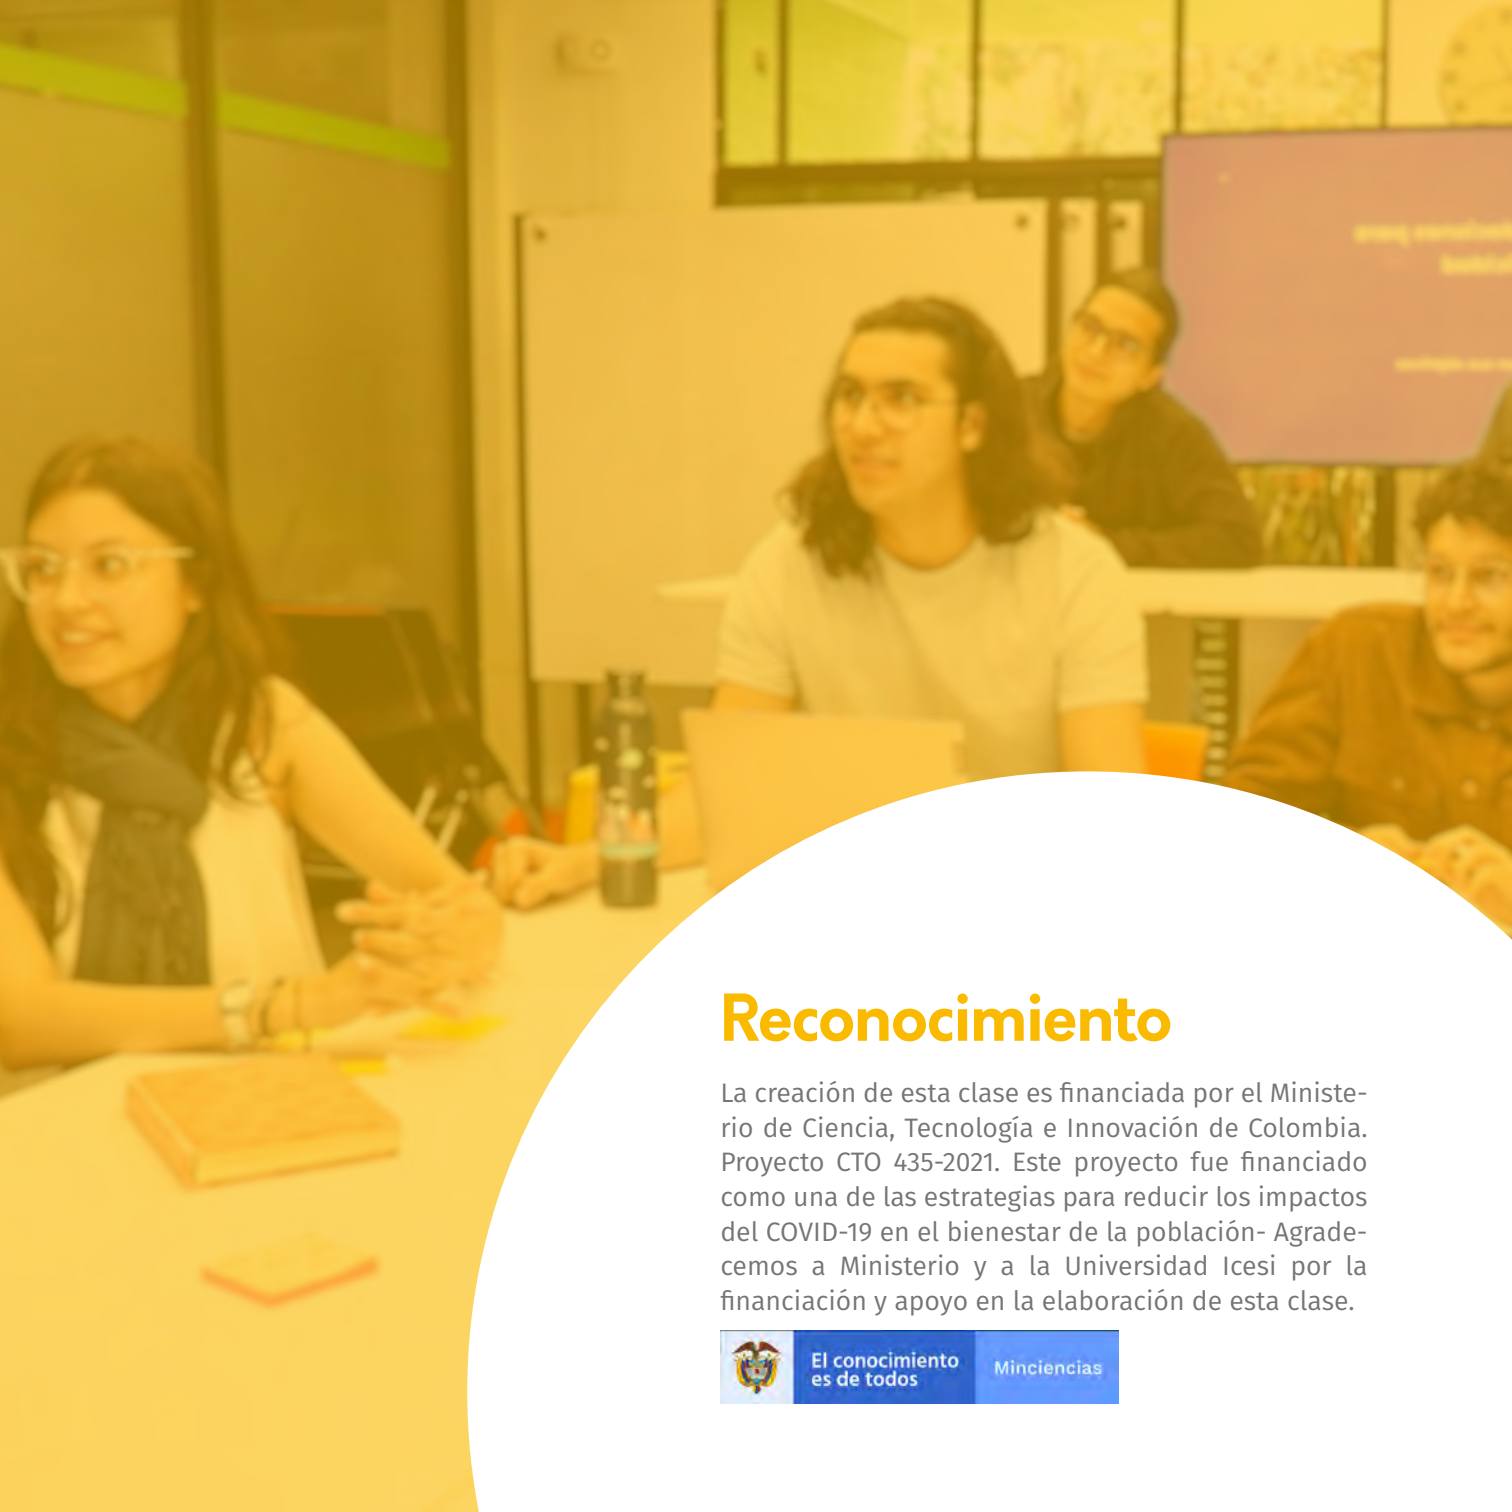 Reconocimiento
La creación de esta clase es financiada por el Ministe-
rio de Ciencia, Tecnología e Innovación de Colombia.
Proyecto CTO 435-2021. Este proyecto fue financiado
como una de las estrategias para reducir los impactos
del COVID-19 en el bienestar de la población- Agrade-
cemos a Ministerio y a la Universidad Icesi por la
financiación y apoyo en la elaboración de esta clase.
El conocimiento
es de todos
Minciencias